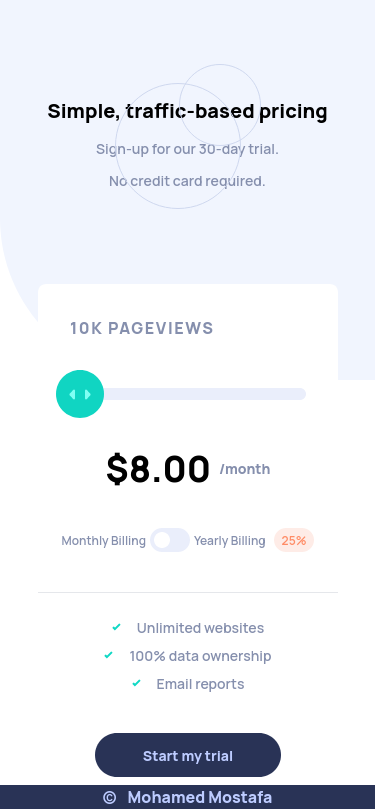 Simple, traffic-based pricing
Sign-up for our 30-day trial.
No credit card required.
10K PAGEVIEWS
$8.00 /month
Monthly Billing Yearly Billing 25%
Unlimited websites
100% data ownership
Email reports
Start my trial
© Mohamed Mostafa